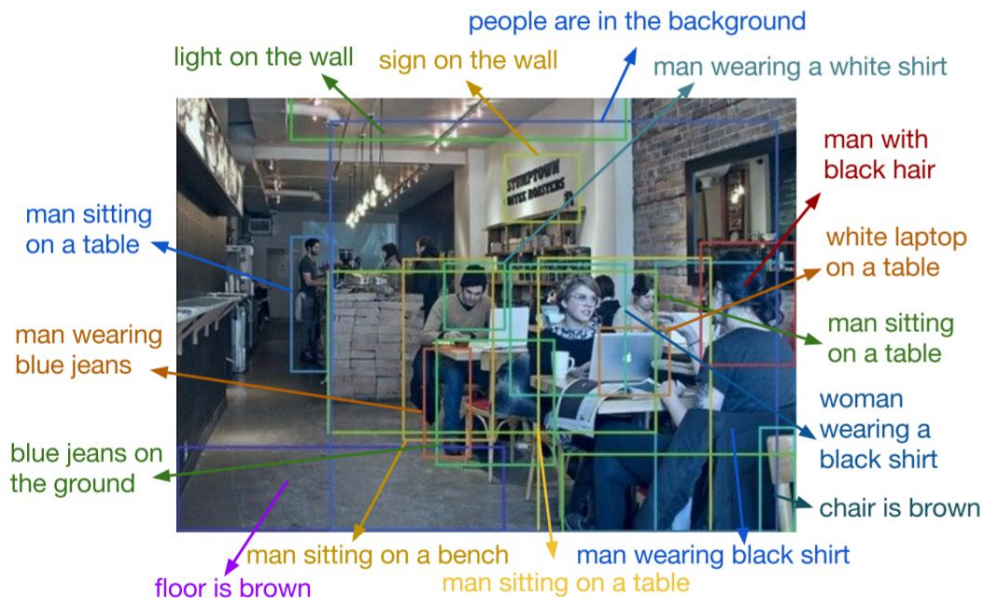 people are in the background
light on the wall
sign on the wall
man wearing a white shirt
man with
black hair
STUMPTOWN
COFFEE ROASTERS
man sitting
on a table
white laptop
on a table
man wearing
blue jeans
man sitting
on a table
woman
wearing a
black shirt
blue jeans on
the ground
chair is brown
man sitting on a bench
man wearing black shirt
floor is brown
man sitting on a table